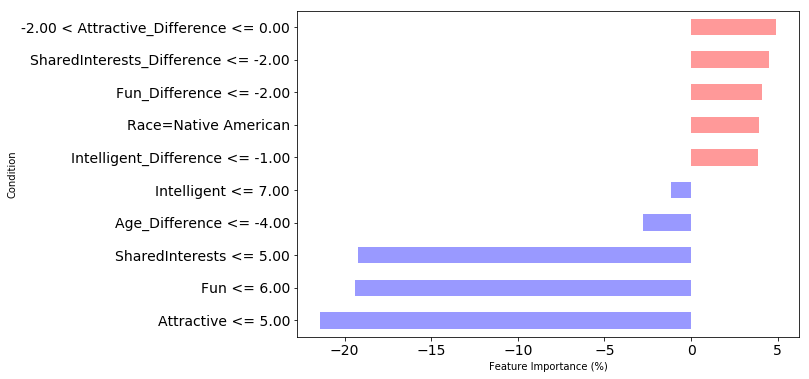 -2.00 < Attractive_Difference <= 0.00
SharedInterests_Difference <= -2.00
Fun_Difference <= -2.00
Race=Native American
Intelligent_Difference <= -1.00
Intelligent <= 7.00
Age_Difference <= -4.00
SharedInterests <= 5.00
Fun <= 6.00
Attractive <= 5.00
Condition
−20 −15 −10 −5 0 5
Feature Importance (%)